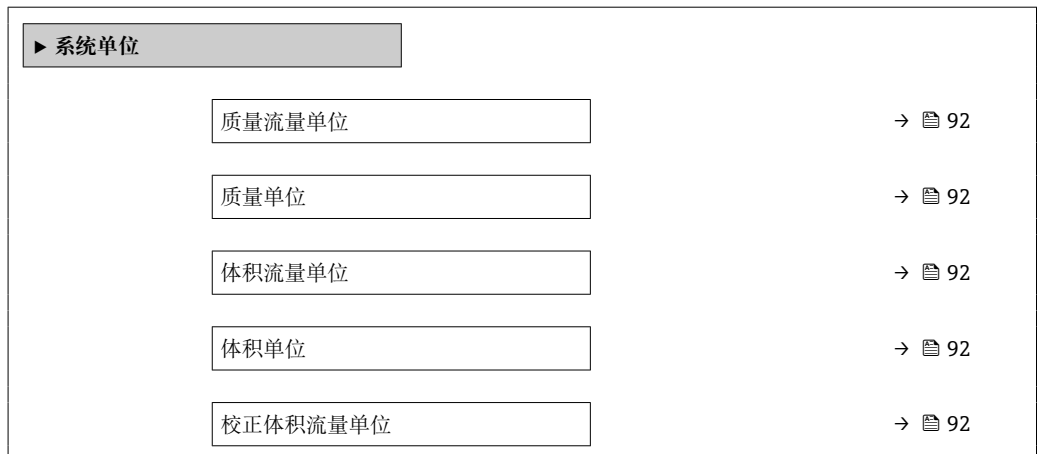 ▶ 系统单位
质量流量单位 → 92
质量单位 → 92
体积流量单位 → 92
体积单位 → 92
校正体积流量单位 → 92